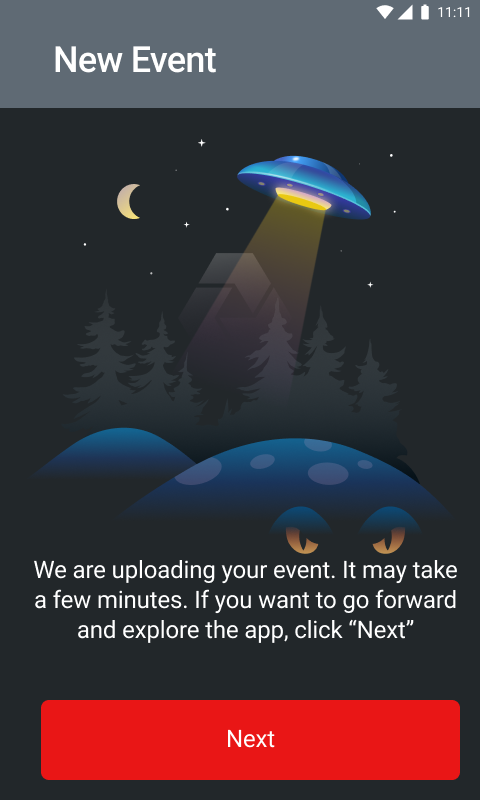 11:11
New Event
We are uploading your event. It may take
a few minutes. If you want to go forward
and explore the app, click “Next”
Next